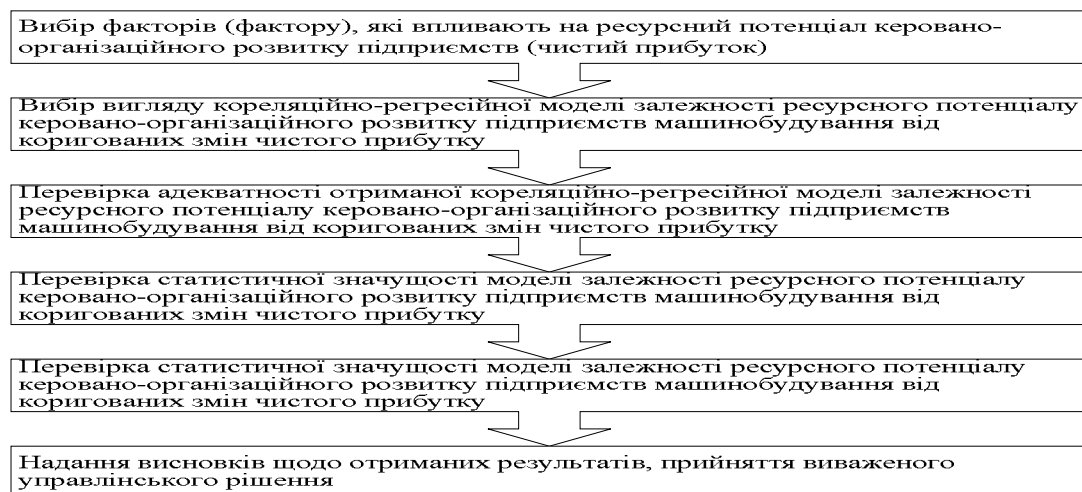 Вибір факторів (фактору), які впливають на ресурсний потенціал керовано-
організаційного розвитку підприємств (чистий прибуток)
Вибір вигляду кореляційно-регресійної моделі залежності ресурсного потенціалу
керовано-організаційного розвитку підприємств машинобудування від
коригованих змін чистого прибутку
Перевірка адекватності отриманої кореляційно-регресійної моделі залежності
ресурсного потенціалу керовано-організаційного розвитку підприємств
машинобудування від коригованих змін чистого прибутку
Перевірка статистичної значущості моделі залежності ресурсного потенціалу
керовано-організаційного розвитку підприємств машинобудування від
коригованих змін чистого прибутку
Перевірка статистичної значущості моделі залежності ресурсного потенціалу
керовано-організаційного розвитку підприємств машинобудування від
коригованих змін чистого прибутку
Надання висновків щодо отриманих результатів, прийняття виваженого
управлінського рішення